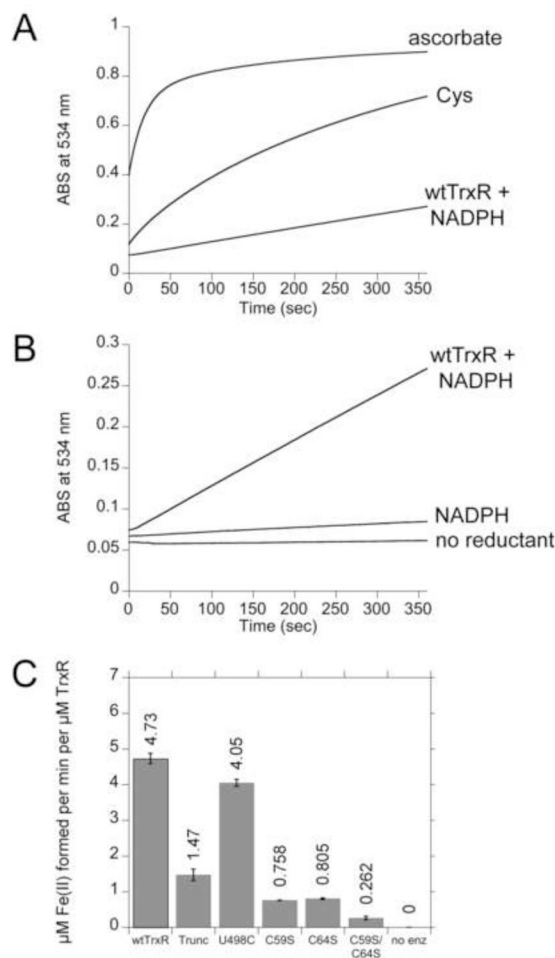 A
1
0.8
0.6
0.4
0.2
0
ABS at 534 nm
ascorbate
Cys
wtTrxR +
NADPH
0 50 100 150 200 250 300 350
Time (sec)
B
0.3
0.25
0.2
0.15
0.1
0.05
0
ABS at 534 nm
wtTrxR +
NADPH
NADPH
no reductant
0 50 100 150 200 250 300 350
Time (sec)
C
µM Fe(II) formed per min per µM TrxR
7
6
5
4
3
2
1
0
4.73
1.47
4.05
0.758
0.805
0.262
0
wtTrxR Trunc U498C C59S C64S C59S/ no enz
C64S